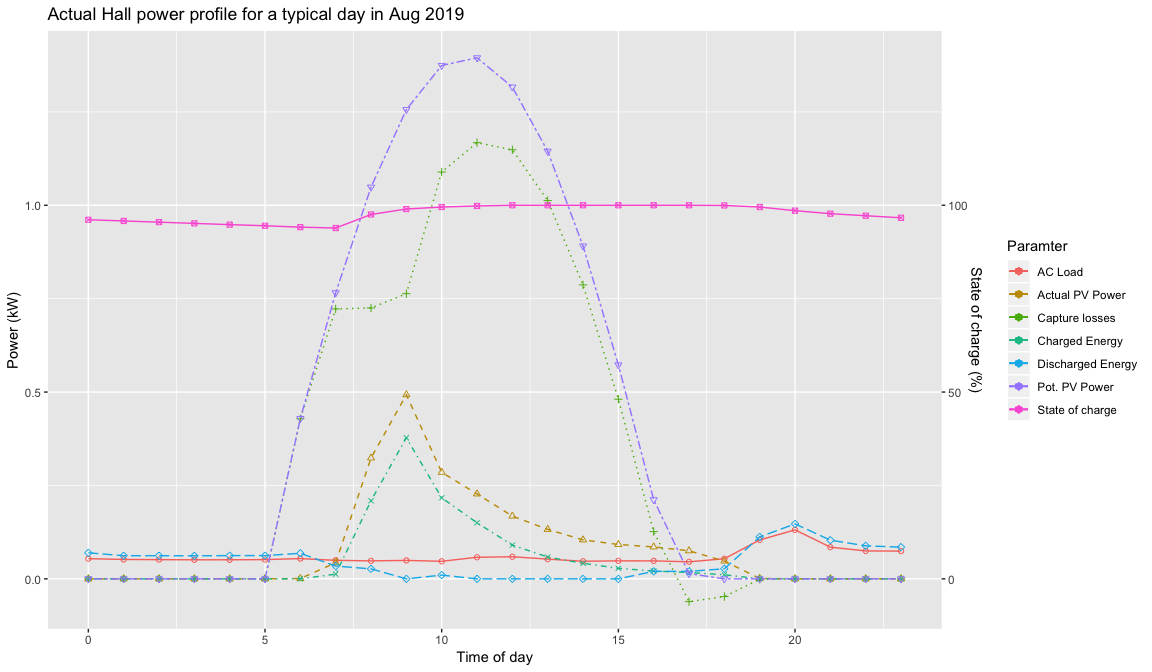 Actual Hall power profile for a typical day in Aug 2019
Power (kW)
1.0
0.5
0.0
0
5
10
15
20
Time of day
100
50
0
State of charge (%)
Paramter
AC Load
Actual PV Power
Capture losses
Charged Energy
Discharged Energy
Pot. PV Power
State of charge